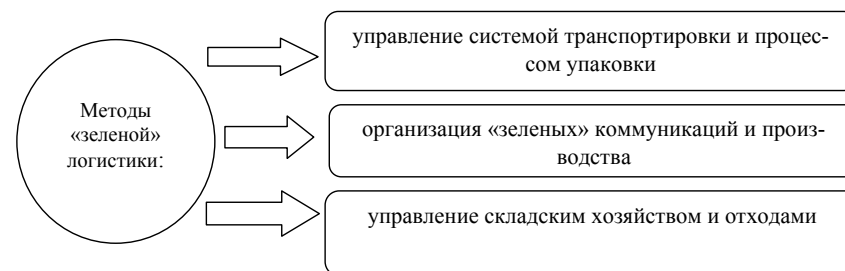 Методы
«зеленой»
логистики:
управление системой транспортировки и процес-
сом упаковки
организация «зеленых» коммуникаций и произ-
водства
управление складским хозяйством и отходами